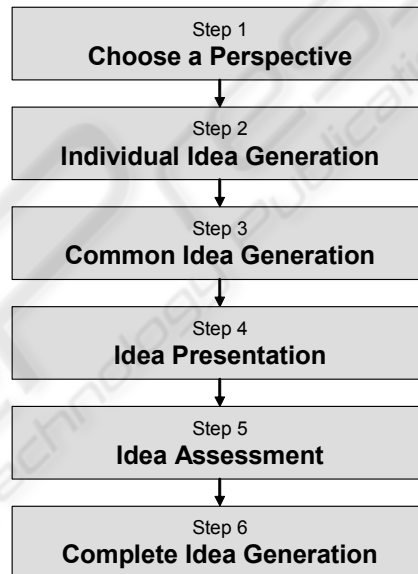 Step 1
Choose a Perspective
Step 2
Individual Idea Generation
Step 3
Common Idea Generation
Step 4
Idea Presentation
Step 5
Idea Assessment
Step 6
Complete Idea Generation